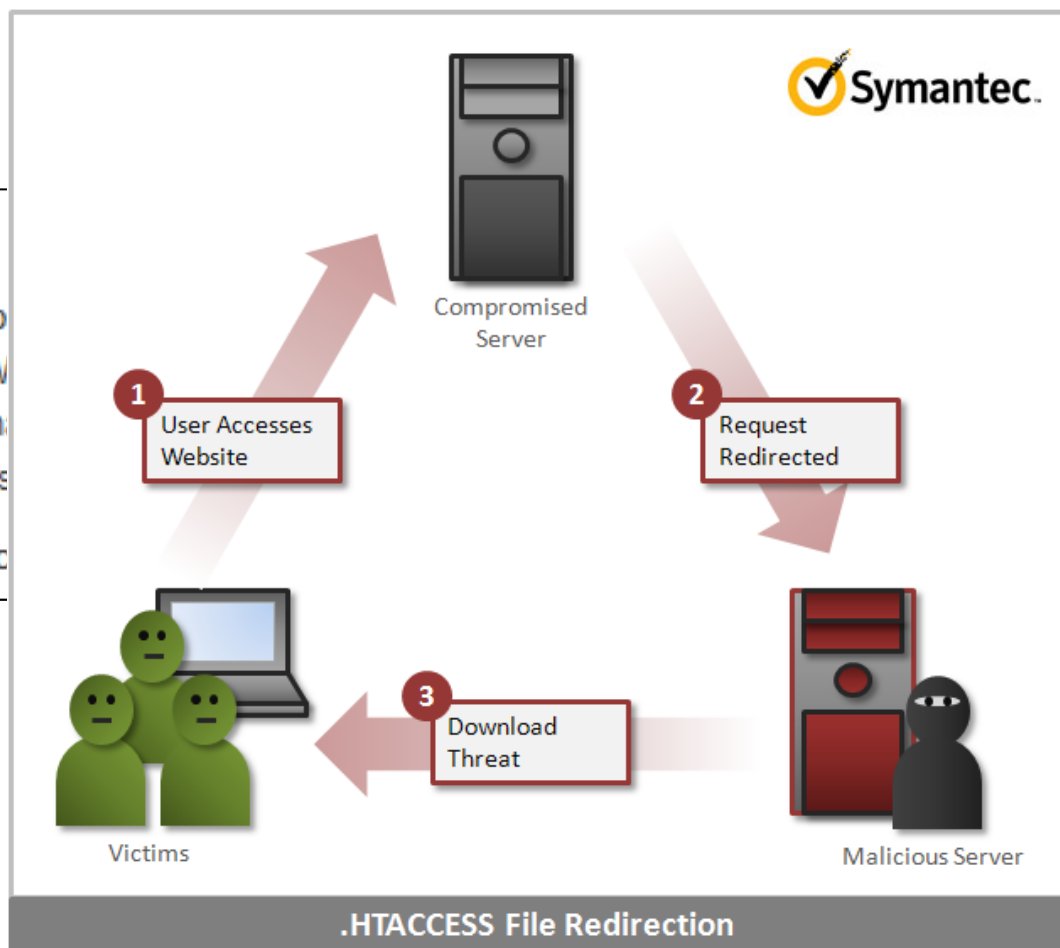 Symantec.
Compromised
Server
1
User Accesses
Website
2
Request
Redirected
3
Download
Threat
Victims
Malicious Server
.HTACCESS File Redirection